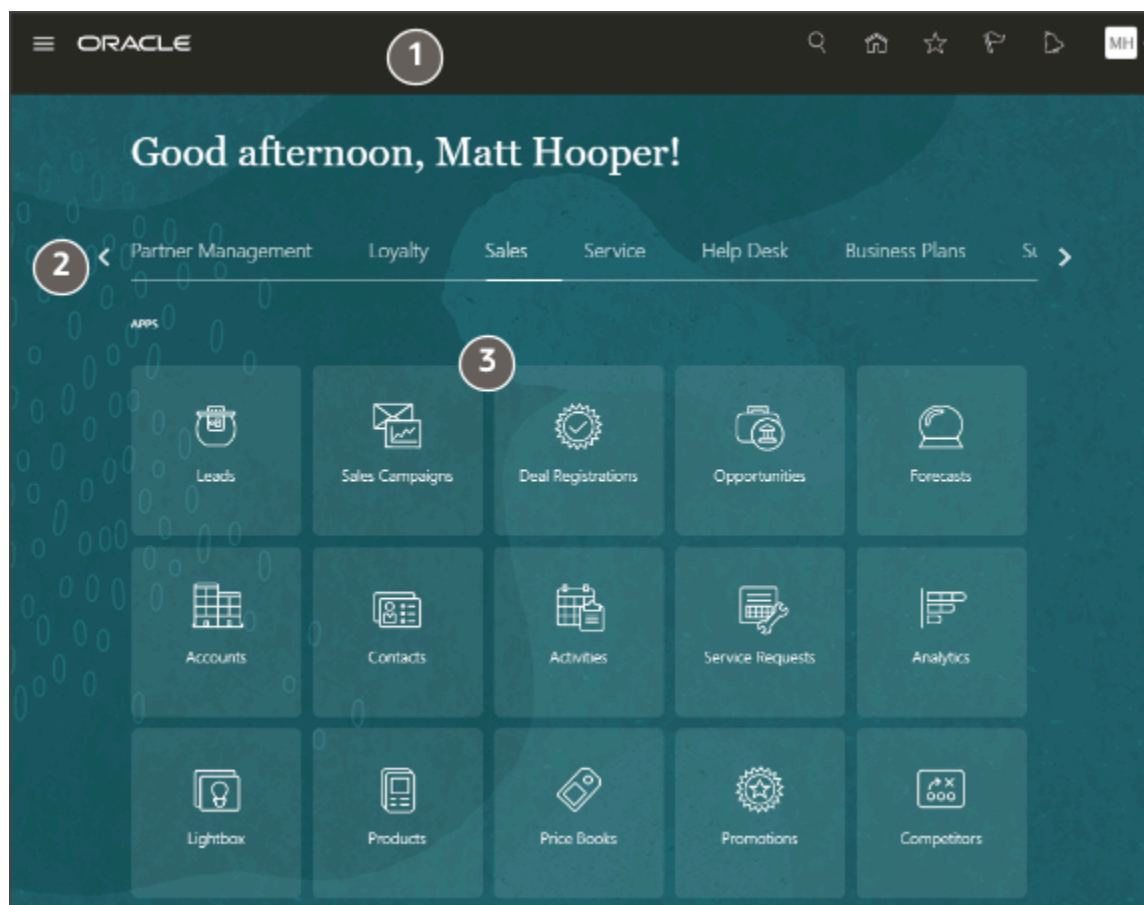 ORACLE
1
MH
Good afternoon, Matt Hooper!
2
Partner Management Loyalty Sales Service Help Desk Business Plans
APPS
3
Leads Sales Campaigns Deal Registrations Opportunities Forecasts
Accounts Contacts Activities Service Requests Analytics
Lightbox Products Price Books Promotions Competitors